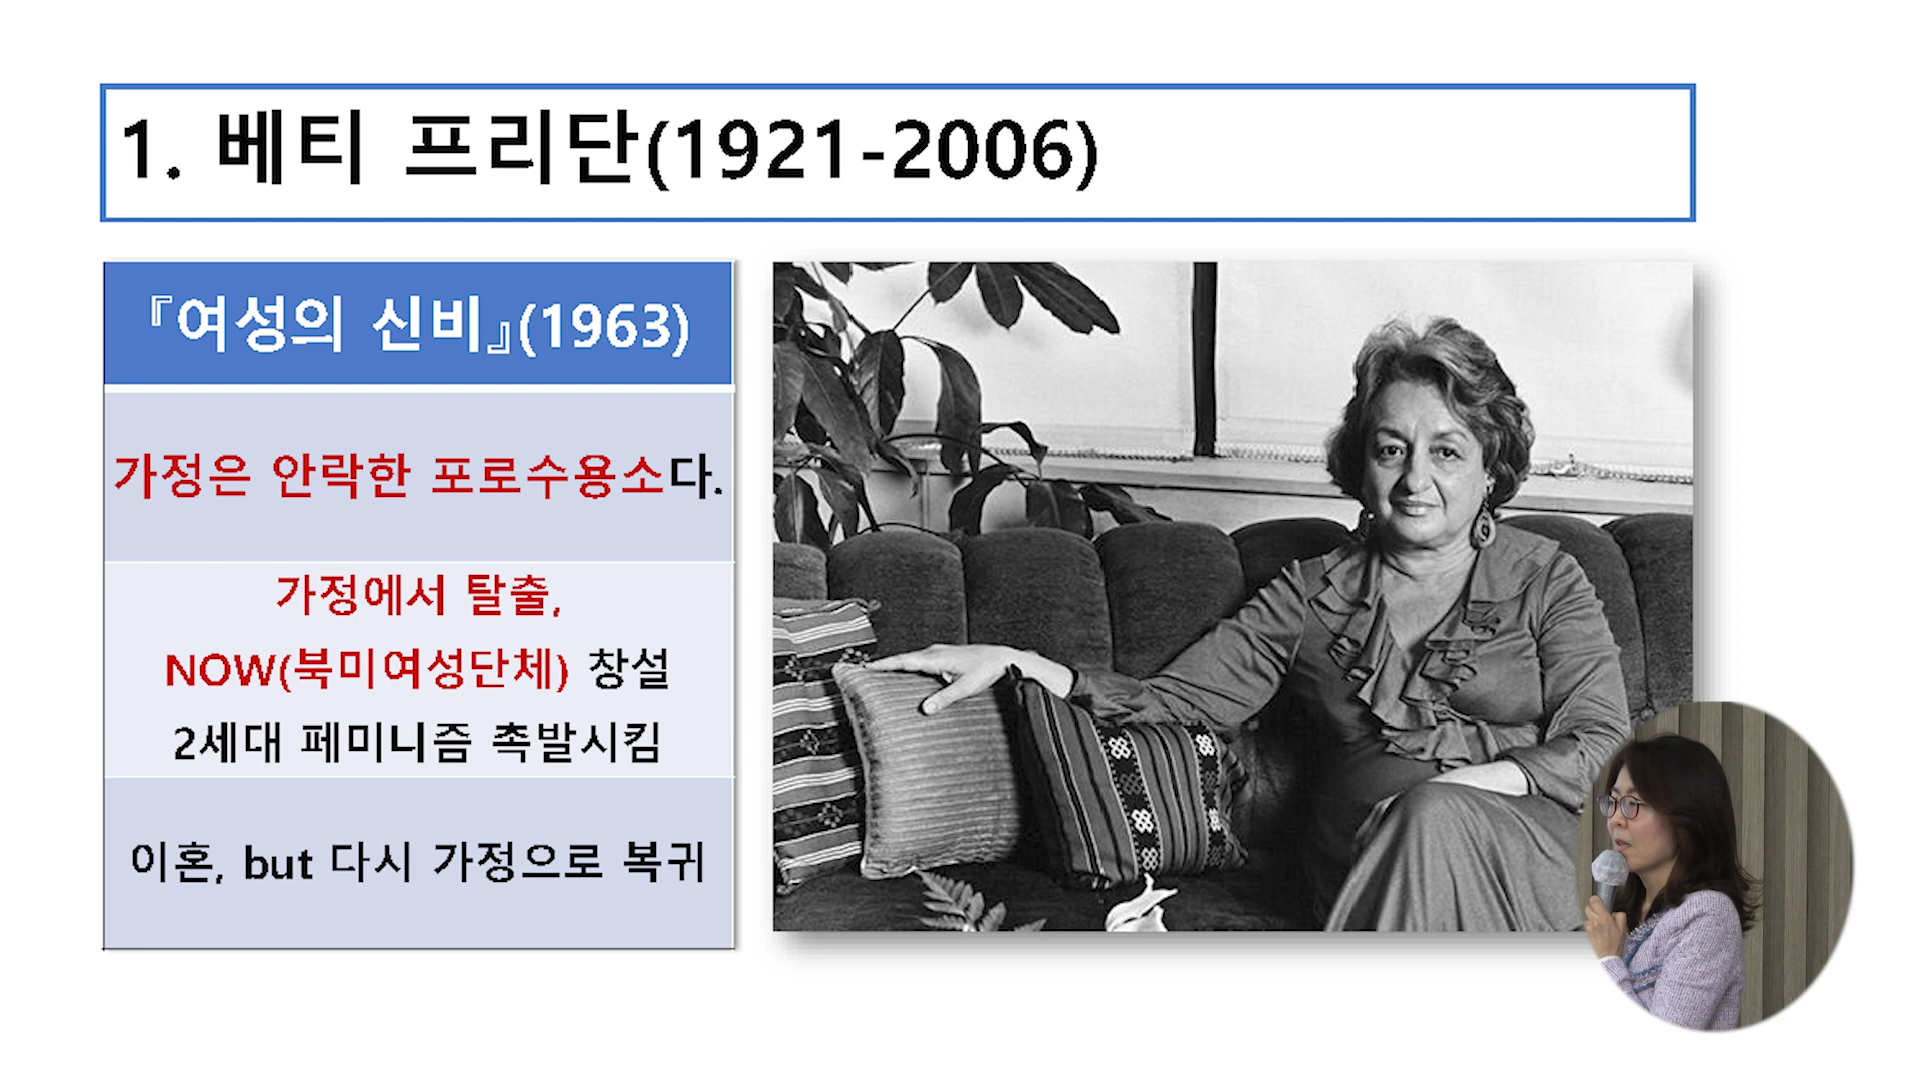 1. 베티 프리단(1921-2006)
『여성의 신비』(1963)
가정은 안락한 포로수용소다.
가정에서 탈출,
NOW(북미여성단체) 창설
2세대 페미니즘 촉발시킴
이혼, but 다시 가정으로 복귀